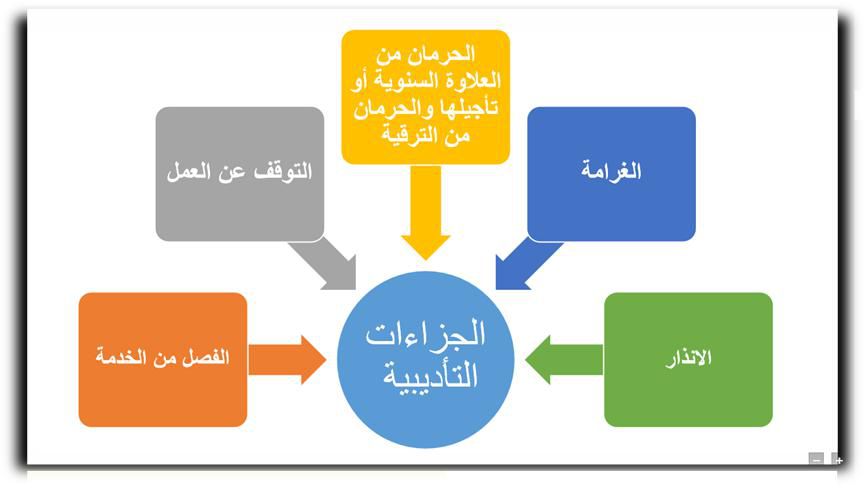 الحرمان من
العلاوة السنوية أو
تأجيلها والحرمان
من الترقية
الغرامة
التوقف عن العمل
الجزاءات
التأديبية
الانذار
الفصل من الخدمة